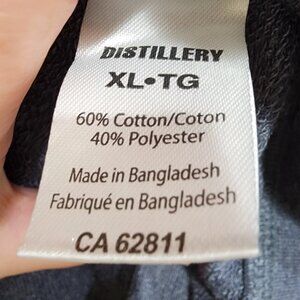 DISTILLERY
XL•TG
60% Cotton/Coton
40% Polyester
Made in Bangladesh
Fabriqué en Bangladesh
CA 62811